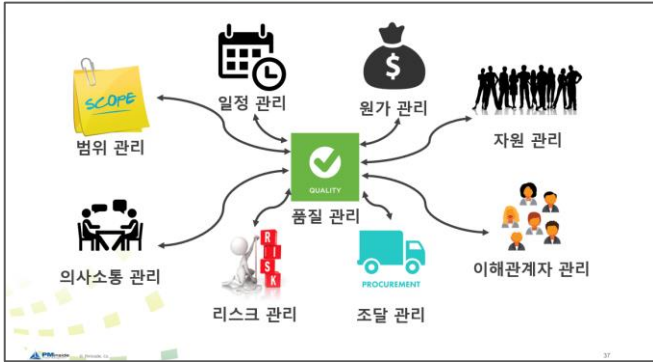 일정 관리
원가 관리
SCOPE
범위 관리
$
자원 관리
QUALITY
품질 관리
의사소통 관리
RISK
리스크 관리
PROCUREMENT
조달 관리
이해관계자 관리
37